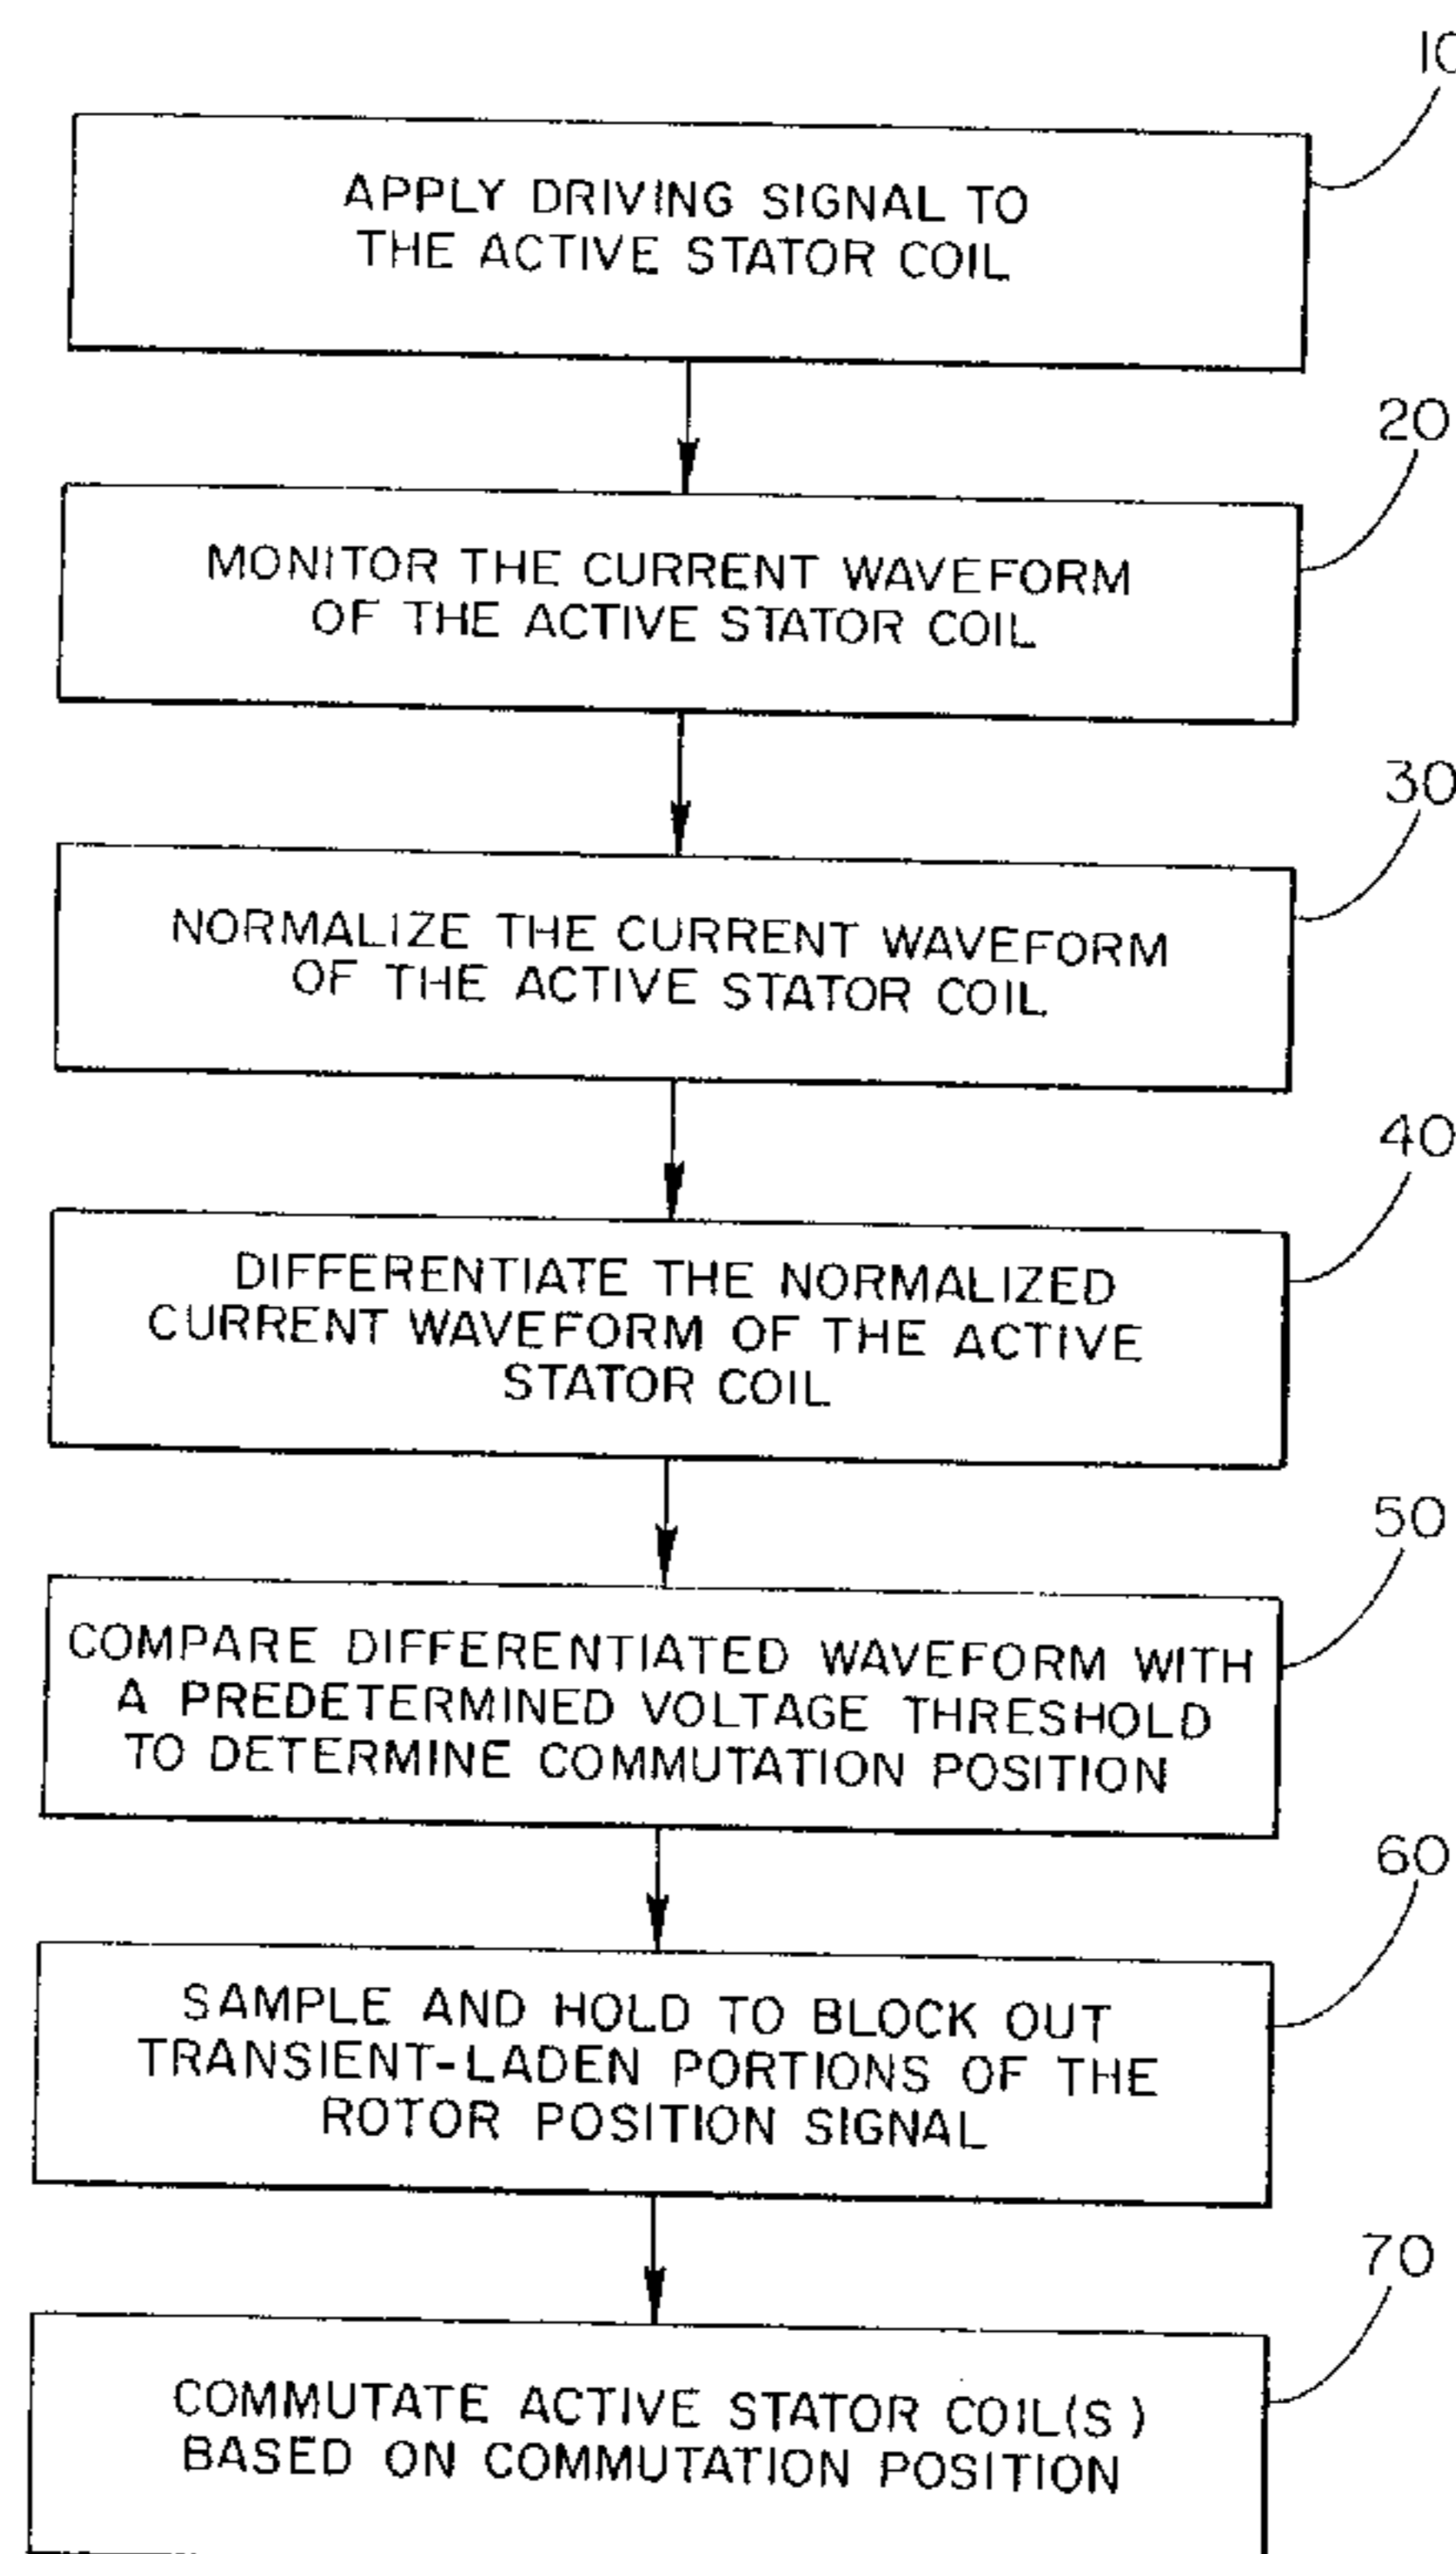 10
APPLY DRIVING SIGNAL TO
THE ACTIVE STATOR COIL
20
MONITOR THE CURRENT WAVEFORM
OF THE ACTIVE STATOR COIL
30
NORMALIZE THE CURRENT WAVEFORM
OF THE ACTIVE STATOR COIL
40
DIFFERENTIATE THE NORMALIZED
CURRENT WAVEFORM OF THE ACTIVE
STATOR COIL
50
COMPARE DIFFERENTIATED WAVEFORM WITH
A PREDETERMINED VOLTAGE THRESHOLD
TO DETERMINE COMMUTATION POSITION
60
SAMPLE AND HOLD TO BLOCK OUT
TRANSIENT-LADEN PORTIONS OF THE
ROTOR POSITION SIGNAL
70
COMMUTATE ACTIVE STATOR COIL(S)
BASED ON COMMUTATION POSITION